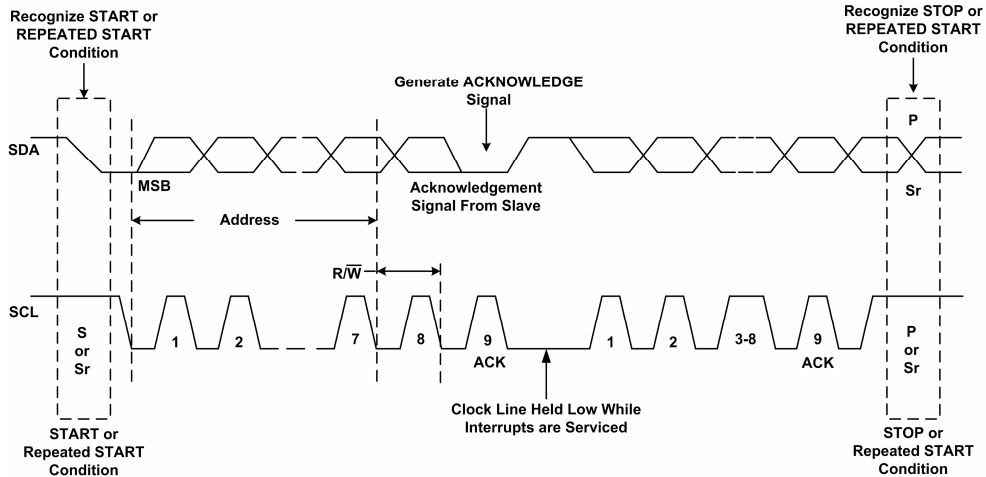 Recognize START or
REPEATED START
Condition
Recognize STOP or
REPEATED START
Condition
Generate ACKNOWLEDGE
Signal
P
SDA
MSB
Acknowledgement
Signal From Slave
Sr
Address
R/W̅
SCL
S
or
Sr
1
2
7
8
9
ACK
1
2
3-8
9
ACK
P
or
Sr
Clock Line Held Low While
Interrupts are Serviced
START or
Repeated START
Condition
STOP or
Repeated START
Condition